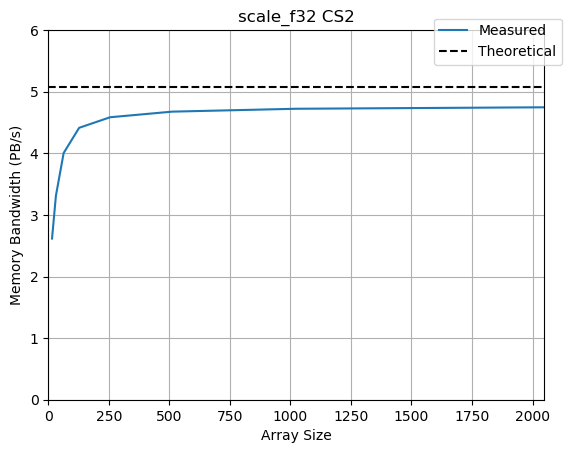 scale_f32 CS2
Measured
Theoretical
6
5
4
3
2
1
0
Memory Bandwidth (PB/s)
0 250 500 750 1000 1250 1500 1750 2000
Array Size